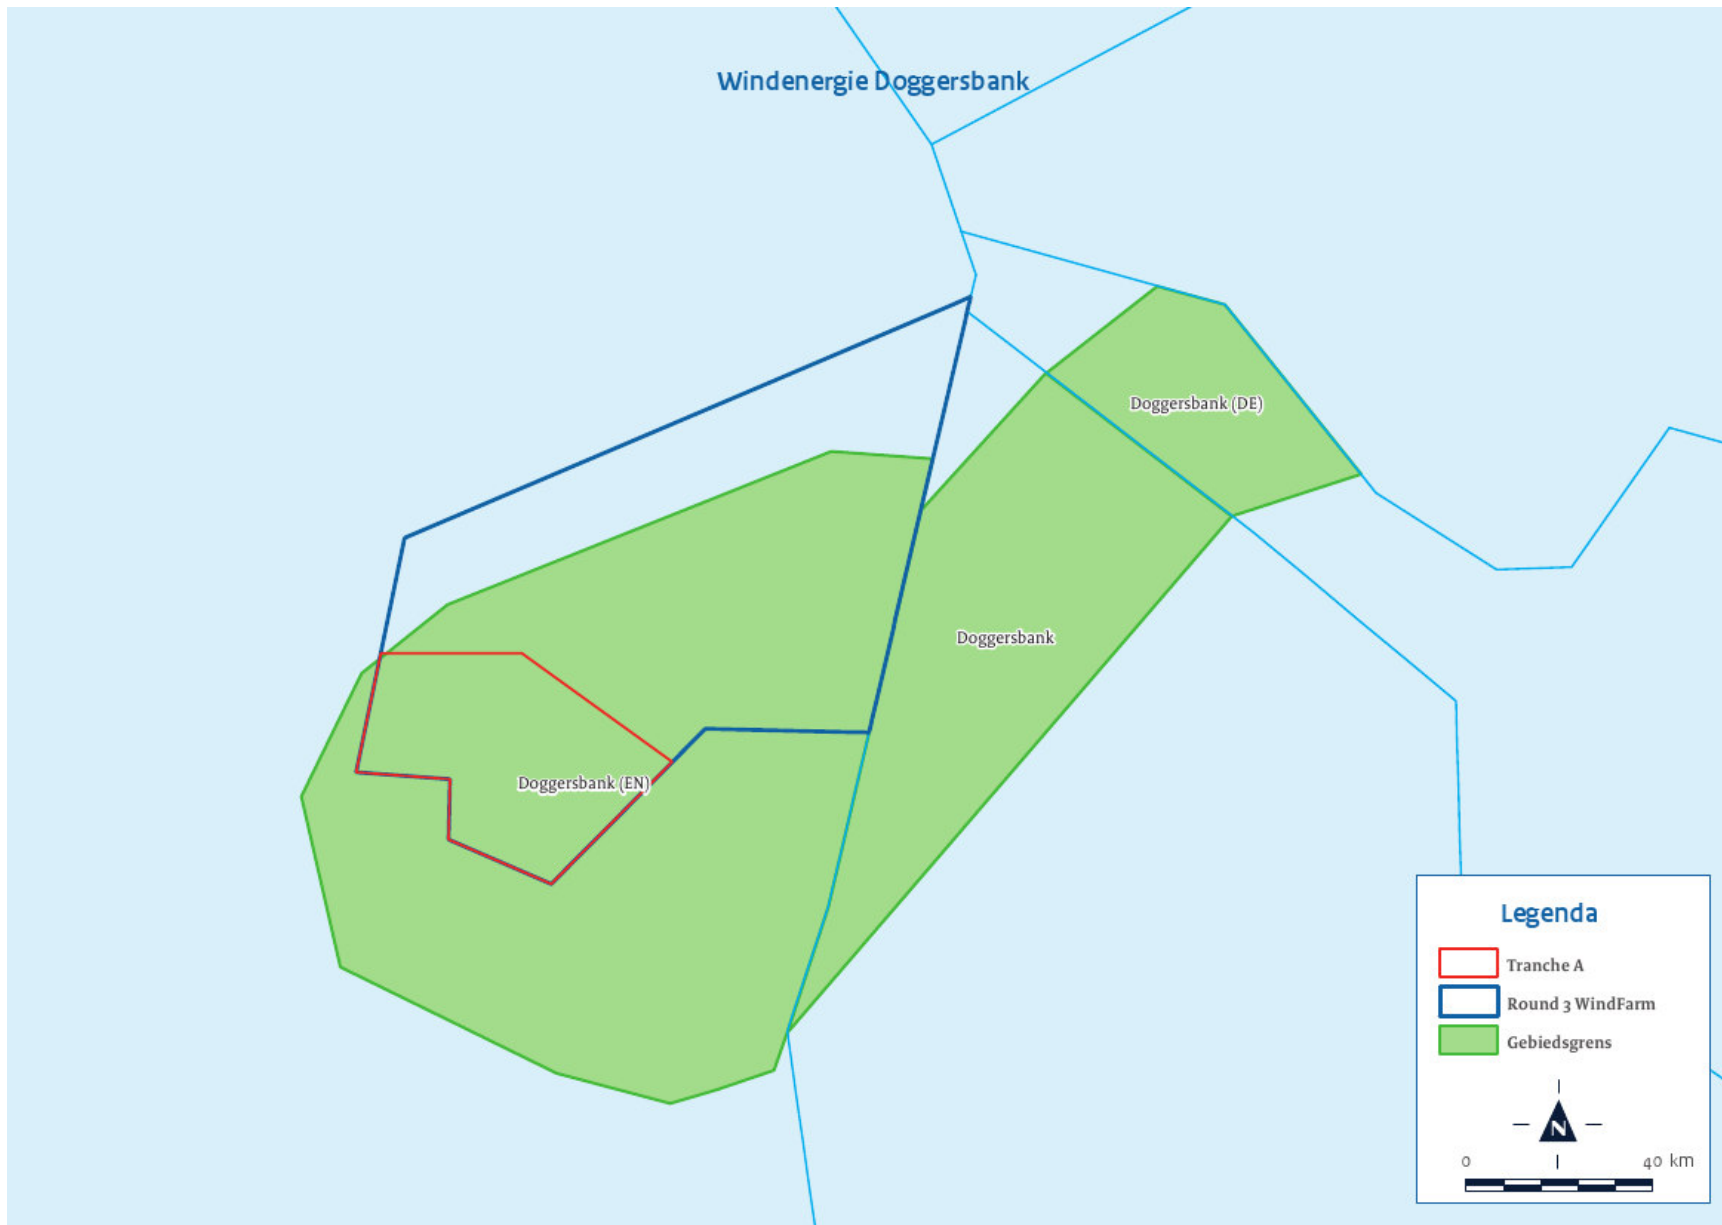 Windenergie Doggersbank
Doggersbank (DE)
Doggersbank
Doggersbank (EN)
Legenda
Tranche A
Round 3 WindFarm
Gebiedsgrens
N
0 40 km